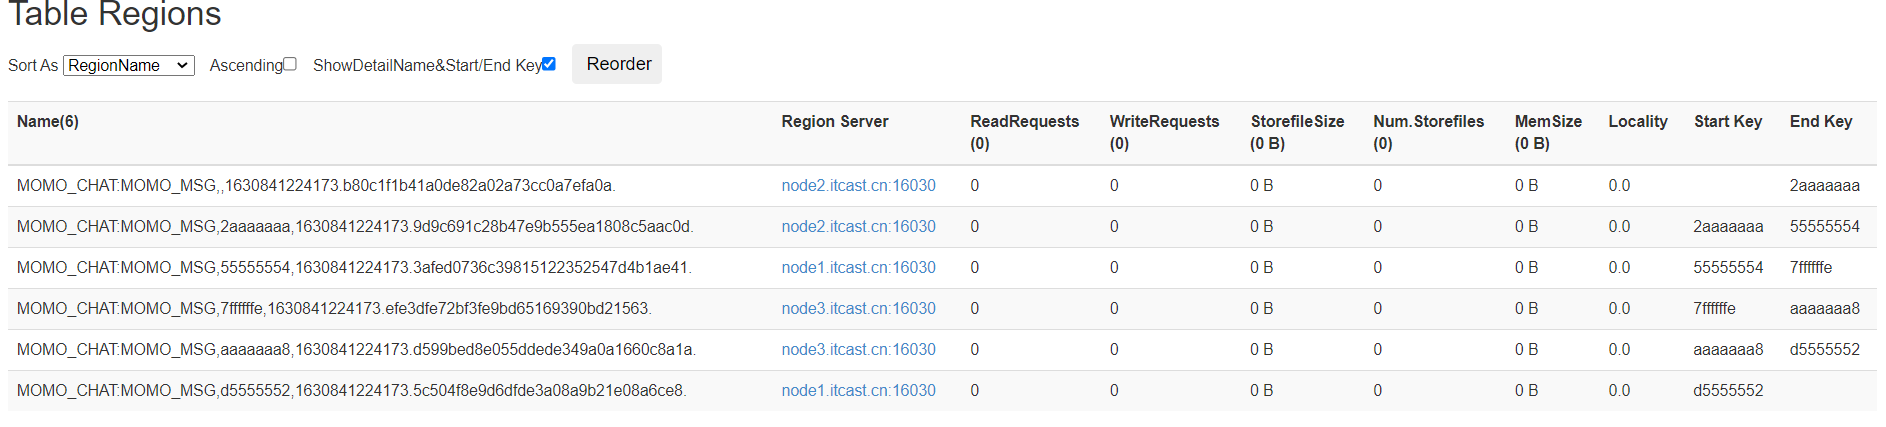 Table Regions
Sort As RegionName Ascending ShowDetailName&Start/End Key Reorder
Name(6) Region Server ReadRequests (0) WriteRequests (0) StorefileSize (0 B) Num.Storefiles (0) MemSize (0 B) Locality Start Key End Key
MOMO_CHAT:MOMO_MSG,,1630841224173.b80c1f1b41a0de82a02a73cc0a7efa0a. node2.itcast.cn:16030 0 0 0 B 0 0 B 0.0 2aaaaaaa
MOMO_CHAT:MOMO_MSG,2aaaaaaa,1630841224173.9d9c691c28b47e9b555ea1808c5aac0d. node2.itcast.cn:16030 0 0 0 B 0 0 B 0.0 2aaaaaaa 55555554
MOMO_CHAT:MOMO_MSG,55555554,1630841224173.3afed0736c39815122352547d4b1ae41. node1.itcast.cn:16030 0 0 0 B 0 0 B 0.0 55555554 7ffffffe
MOMO_CHAT:MOMO_MSG,7ffffffe,1630841224173.efe3dfe72bf3fe9bd65169390bd21563. node3.itcast.cn:16030 0 0 0 B 0 0 B 0.0 7ffffffe aaaaaaa8
MOMO_CHAT:MOMO_MSG,aaaaaaa8,1630841224173.d599bed8e055ddede349a0a1660c8a1a. node3.itcast.cn:16030 0 0 0 B 0 0 B 0.0 aaaaaaa8 d5555552
MOMO_CHAT:MOMO_MSG,d5555552,1630841224173.5c504f8e9d6dfde3a08a9b21e08a6ce8. node1.itcast.cn:16030 0 0 0 B 0 0 B 0.0 d5555552